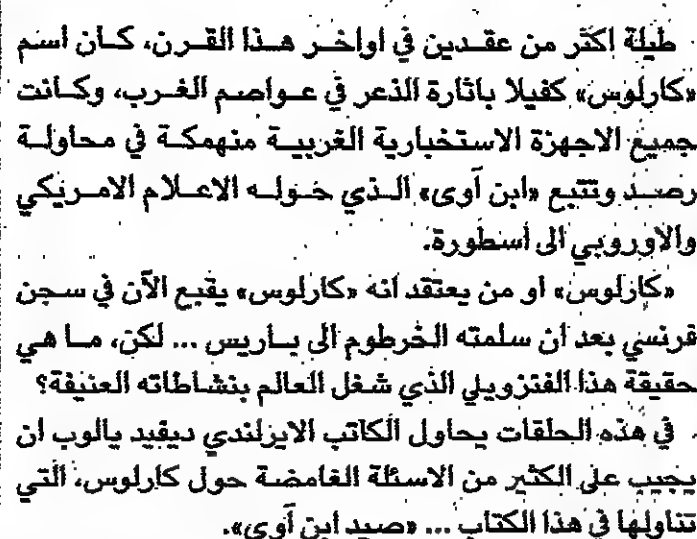 طيلة اكثر من عقدين في اواخر هذا القرن، كان اسم
«كارلوس» كفيلا باثارة الذعر في عواصم الغرب، وكانت
جميع الاجهزة الاستخبارية الغربية منهمكة في محاولة
رصد وتتبع «ابن آوى» الذي حوله الاعلام الامريكي
والاوروبي الى أسطورة.
«كارلوس» او من يعتقد انه «كارلوس» يقبع الآن في سجن
فرنسي بعد ان سلمته الخرطوم الى باريس ... لكن، ما هي
حقيقة هذا الفنزويلي الذي شغل العالم بنشاطاته العنيفة؟
في هذه الحلقات يحاول الكاتب الايرلندي ديفيد يالوب ان
يجيب على الكثير من الاسئلة الغامضة حول كارلوس، التي
تناولها في هذا الكتاب ... «صيد ابن آوى».